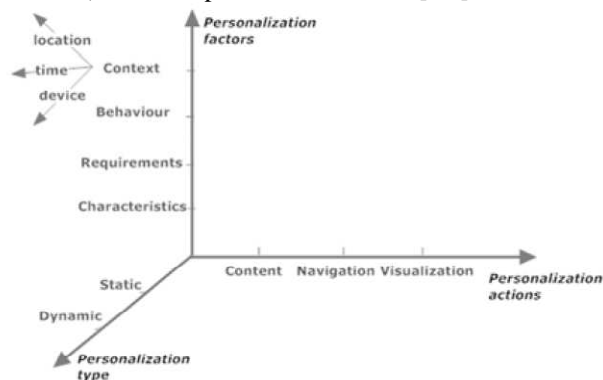 Personalization
factors
location
time
Context
device
Behaviour
Requirements
Characteristics
Content Navigation Visualization
Personalization
actions
Static
Dynamic
Personalization
type